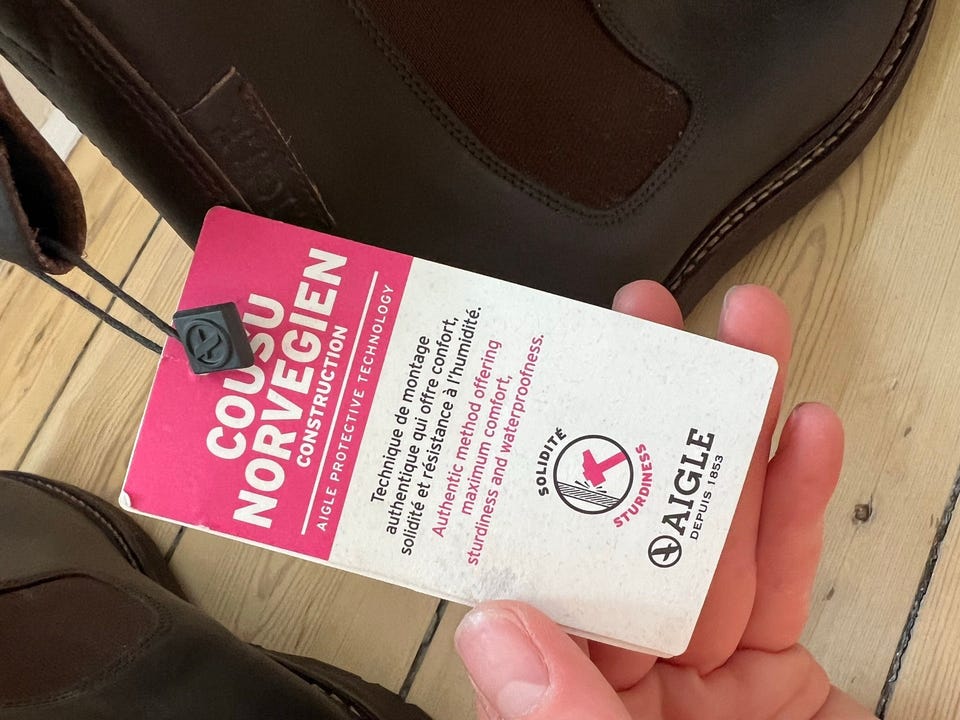 COUSU
NORVEGIEN
CONSTRUCTION
AIGLE PROTECTIVE TECHNOLOGY
Technique de montage
authentique qui offre confort,
solidité et résistance à l'humidité.
Authentic method offering
maximum comfort,
sturdiness and waterproofness.
SOLIDITÉ
STURDINESS
AIGLE
DEPUIS 1853
AIGLE